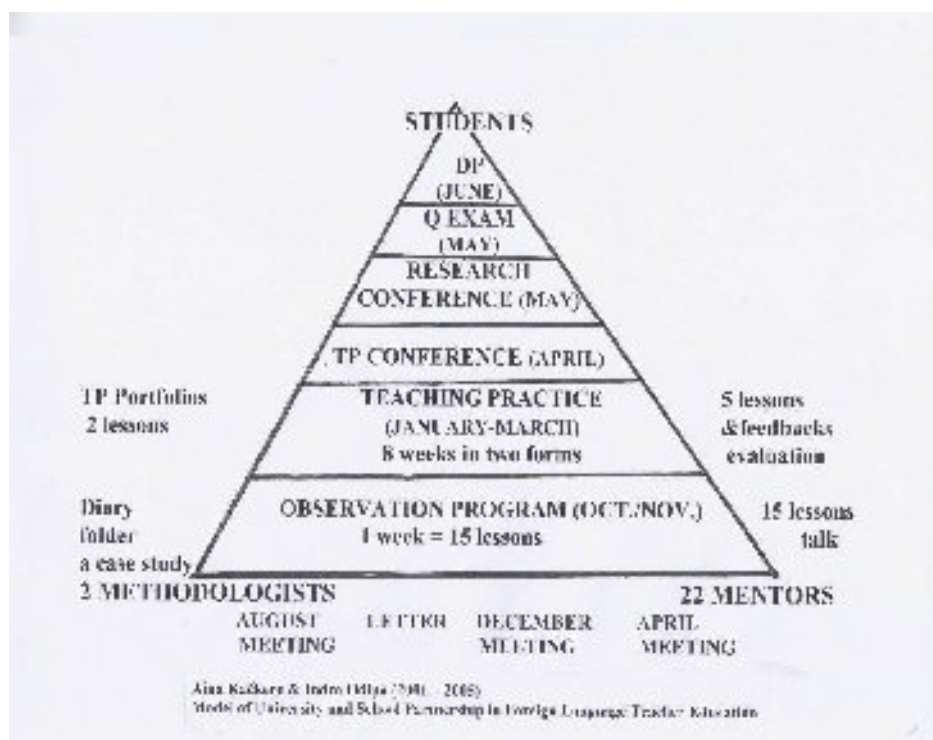 STUDENTS
DP
(JUNE)
Q EXAM
(MAY)
RESEARCH
CONFERENCE (MAY)
TP CONFERENCE (APRIL)
TP Portfolios
2 lessons
TEACHING PRACTICE
(JANUARY-MARCH)
8 weeks in two forms
5 lessons
&feedbacks
evaluation
Diary
folder
a case study
OBSERVATION PROGRAM (OCT./NOV.)
1 week = 15 lessons
15 lessons
talk
2 METHODOLOGISTS
22 MENTORS
AUGUST MEETING
LETTER
DECEMBER MEETING
APRIL MEETING
& Indra
Model of University and School Partnership in Foreign Language Teacher Education